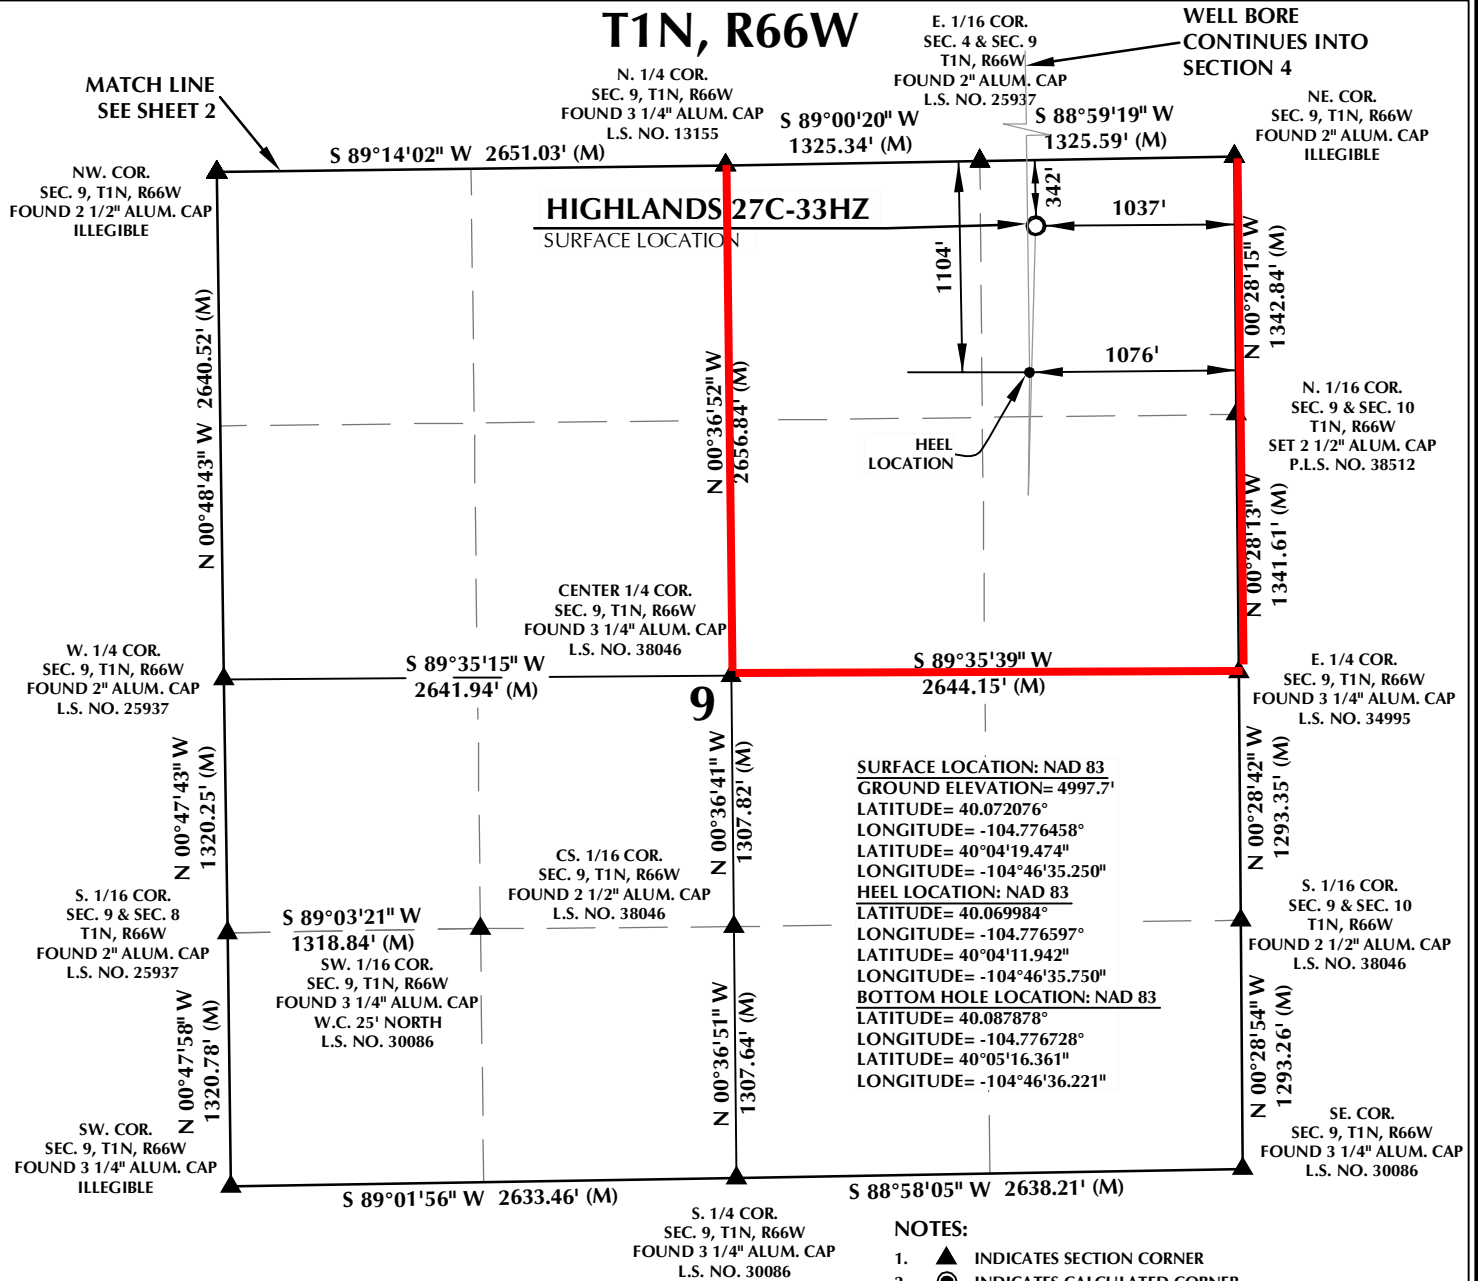 T1N, R66W
MATCH LINE
SEE SHEET 2
N. 1/4 COR.
SEC. 9, T1N, R66W
FOUND 3 1/4" ALUM. CAP
L.S. NO. 13155
E. 1/16 COR.
SEC. 4 & SEC. 9
T1N, R66W
FOUND 2" ALUM. CAP
L.S. NO. 25937
WELL BORE
CONTINUES INTO
SECTION 4
NE. COR.
SEC. 9, T1N, R66W
FOUND 2" ALUM. CAP
ILLEGIBLE
S 89°14'02" W 2651.03' (M)
S 89°00'20" W
1325.34' (M)
S 88°59'19" W
1325.59' (M)
NW. COR.
SEC. 9, T1N, R66W
FOUND 2 1/2" ALUM. CAP
ILLEGIBLE
HIGHLANDS 27C-33HZ
SURFACE LOCATION
342'
1037'
1104'
1076'
HEEL
LOCATION
N 00°28'15" W
1342.84' (M)
N. 1/16 COR.
SEC. 9 & SEC. 10
T1N, R66W
SET 2 1/2" ALUM. CAP
P.L.S. NO. 38512
N 00°48'43" W 2640.52' (M)
N 00°36'52" W
2656.84' (M)
N 00°28'13" W
1341.61' (M)
CENTER 1/4 COR.
SEC. 9, T1N, R66W
FOUND 3 1/4" ALUM. CAP
L.S. NO. 38046
W. 1/4 COR.
SEC. 9, T1N, R66W
FOUND 2" ALUM. CAP
L.S. NO. 25937
S 89°35'15" W
2641.94' (M)
S 89°35'39" W
2644.15' (M)
E. 1/4 COR.
SEC. 9, T1N, R66W
FOUND 3 1/4" ALUM. CAP
L.S. NO. 34995
9
N 00°47'43" W
1320.25' (M)
N 00°36'41" W
1307.82' (M)
N 00°28'42" W
1293.35' (M)
SURFACE LOCATION: NAD 83
GROUND ELEVATION= 4997.7'
LATITUDE= 40.072076°
LONGITUDE= -104.776458°
LATITUDE= 40°04'19.474"
LONGITUDE= -104°46'35.250"
HEEL LOCATION: NAD 83
LATITUDE= 40.069984°
LONGITUDE= -104.776597°
LATITUDE= 40°04'11.942"
LONGITUDE= -104°46'35.750"
BOTTOM HOLE LOCATION: NAD 83
LATITUDE= 40.087878°
LONGITUDE= -104.776728°
LATITUDE= 40°05'16.361"
LONGITUDE= -104°46'36.221"
CS. 1/16 COR.
SEC. 9, T1N, R66W
FOUND 2 1/2" ALUM. CAP
L.S. NO. 38046
S. 1/16 COR.
SEC. 9 & SEC. 8
T1N, R66W
FOUND 2" ALUM. CAP
L.S. NO. 25937
S 89°03'21" W
1318.84' (M)
SW. 1/16 COR.
SEC. 9, T1N, R66W
FOUND 3 1/4" ALUM. CAP
W.C. 25' NORTH
L.S. NO. 30086
S. 1/16 COR.
SEC. 9 & SEC. 10
T1N, R66W
FOUND 2 1/2" ALUM. CAP
L.S. NO. 38046
N 00°47'58" W
1320.78' (M)
N 00°36'51" W
1307.64' (M)
N 00°28'54" W
1293.26' (M)
SW. COR.
SEC. 9, T1N, R66W
FOUND 3 1/4" ALUM. CAP
ILLEGIBLE
SE. COR.
SEC. 9, T1N, R66W
FOUND 3 1/4" ALUM. CAP
L.S. NO. 30086
S 89°01'56" W 2633.46' (M)
S 88°58'05" W 2638.21' (M)
S. 1/4 COR.
SEC. 9, T1N, R66W
FOUND 3 1/4" ALUM. CAP
L.S. NO. 30086
NOTES:
1. INDICATES SECTION CORNER
2. INDICATES CALCULATED CORNER